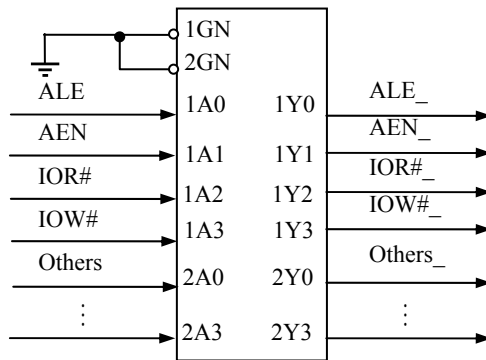 1GN
2GN
ALE 1A0 1Y0 ALE_
AEN 1A1 1Y1 AEN_
IOR# 1A2 1Y2 IOR#_
IOW# 1A3 1Y3 IOW#_
Others 2A0 2Y0 Others_
⋮ ⋮
2A3 2Y3